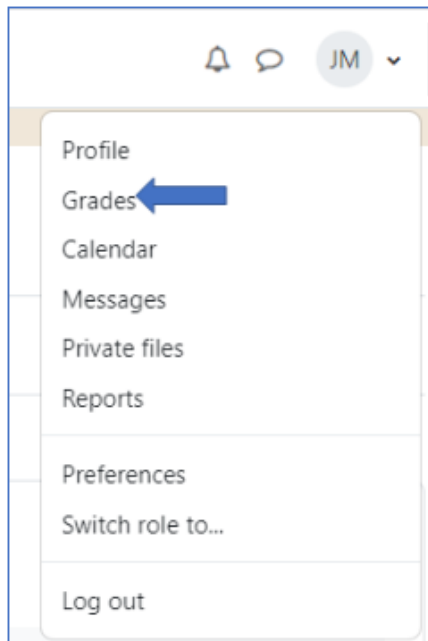 JM
Profile
Grades
Calendar
Messages
Private files
Reports
Preferences
Switch role to...
Log out